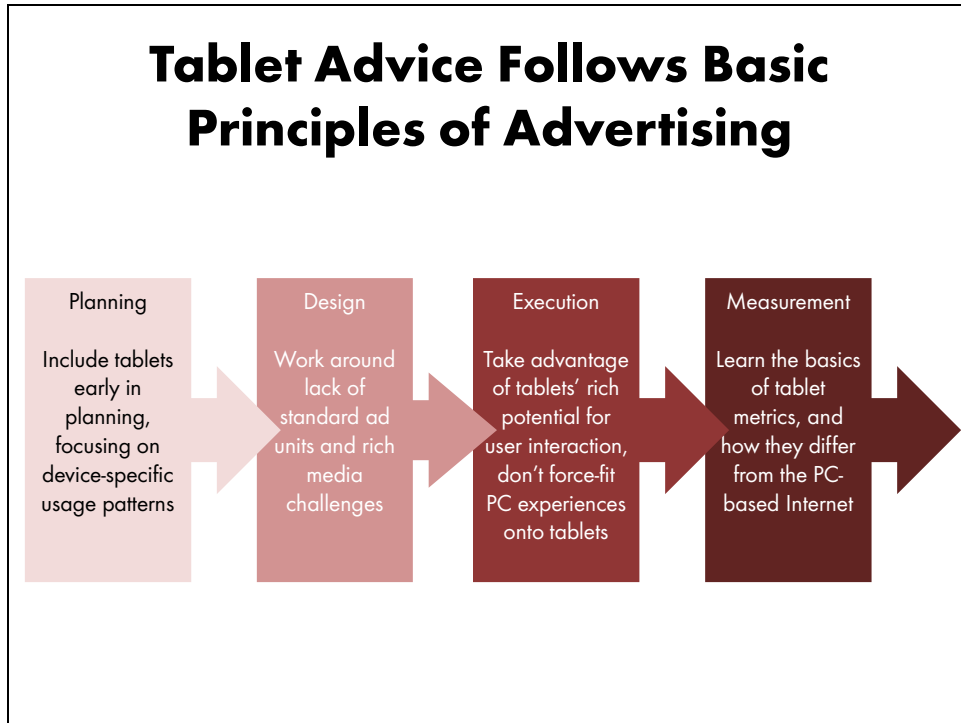 Tablet Advice Follows Basic
Principles of Advertising
Planning
Include tablets
early in
planning,
focusing on
device-specific
usage patterns
Design
Work around
lack of
standard ad
units and rich
media
challenges
Execution
Take advantage
of tablets’ rich
potential for
user interaction,
don’t force-fit
PC experiences
onto tablets
Measurement
Learn the basics
of tablet
metrics, and
how they differ
from the PC-
based Internet